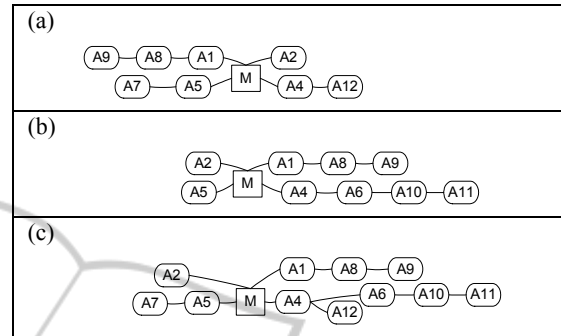 (a)
A9 A8 A1 A2
A7 A5 M A4 A12
(b)
A2 A1 A8 A9
A5 M A4 A6 A10 A11
(c)
A2 A1 A8 A9
A7 A5 M A4 A6 A10 A11
A12